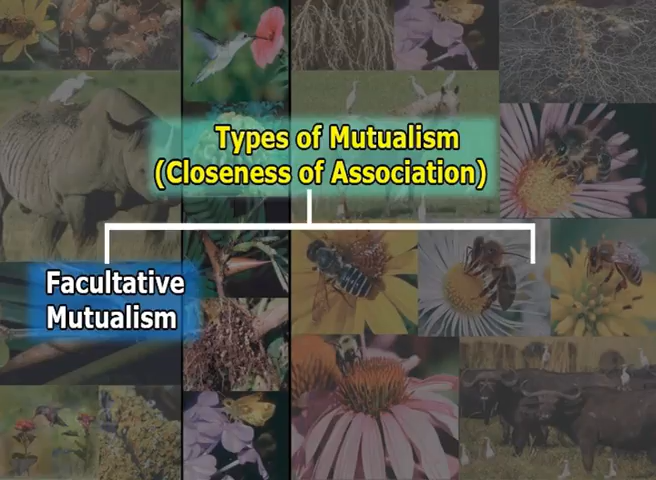 Types of Mutualism
(Closeness of Association)
Facultative
Mutualism